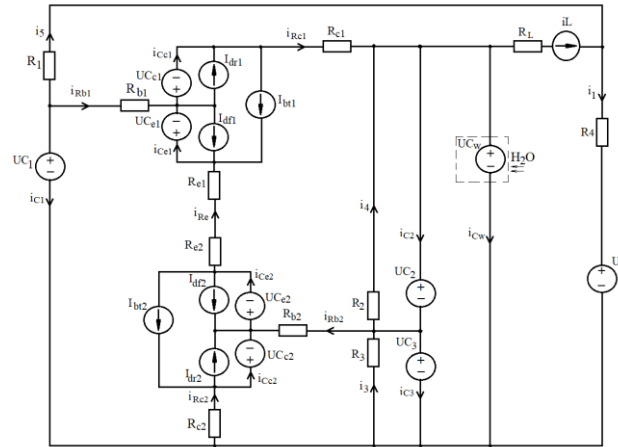 i5
iCc1
iRc1
Rc1
RL
iL
R1
UCc1
Idr1
i1
iRb1
Rb1
Ibt1
UCe1
Idf1
R4
UC1
iCe1
UCw
H2O
iC1
Re1
iRe
i4
iC2
iCw
Re2
U
Idf2
iCe2
UC2
Ibt2
UCe2
Rb2
iRb2
R2
UCc2
R3
UC3
Idr2
iCc2
iRc2
i3
iC3
Rc2